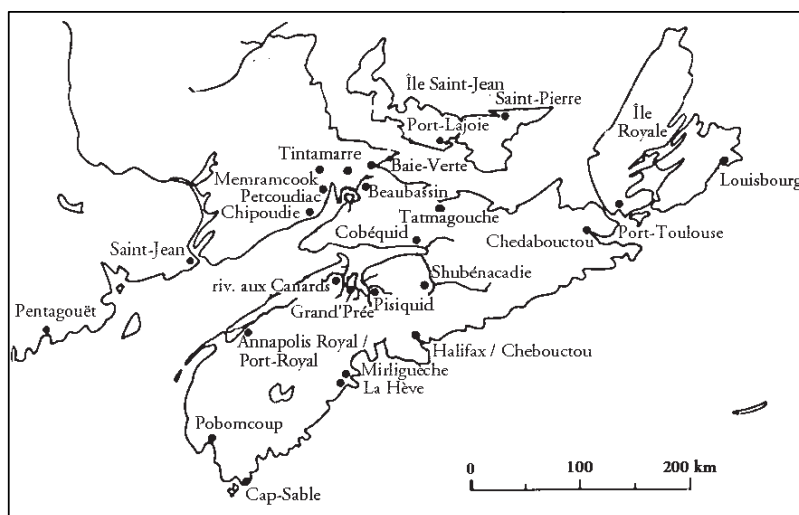 Île Saint-Jean
Saint-Pierre
Port-Lajoie
Île
Royale
Tintamarre
Baie-Verte
Memramcook
Louisbourg
Petcoudiac
Beaubassin
Chipoudie
Tatmagouche
Cobéquid
Chedabouctou
Port-Toulouse
Saint-Jean
Shubénacadie
riv. aux Canards
Pisiquid
Grand'Prée
Pentagouët
Annapolis Royal /
Port-Royal
Halifax / Chebouctou
Mirligueche
La Hève
Pobomcoup
Cap-Sable
0 100 200 km